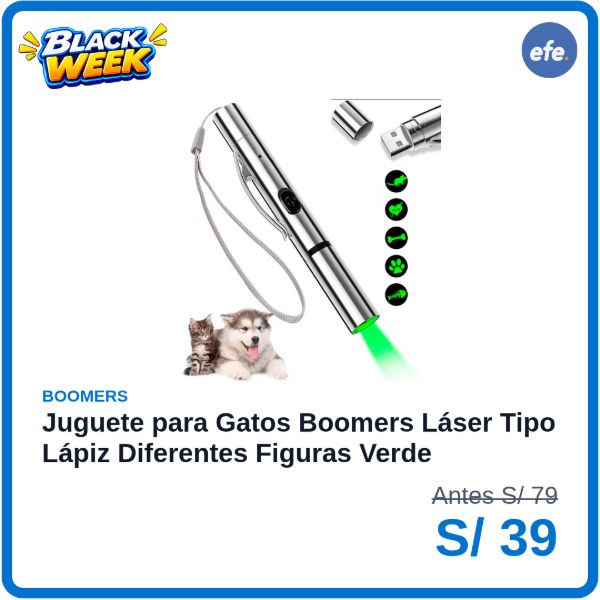 BLACK
WEEK
efe.
BOOMERS
Juguete para Gatos Boomers Láser Tipo
Lápiz Diferentes Figuras Verde
Antes S/ 79
S/ 39